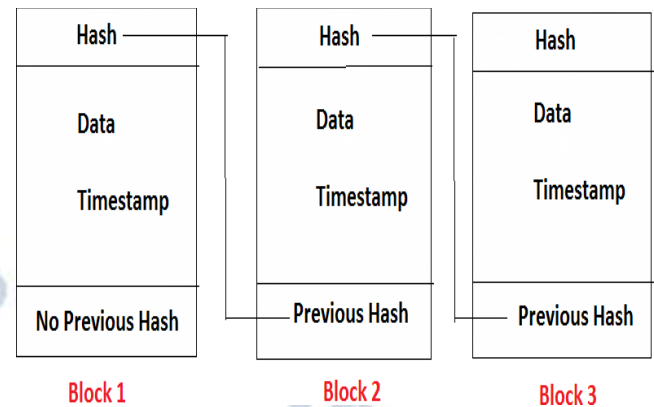 Hash
Data
Timestamp
No Previous Hash
Block 1
Hash
Data
Timestamp
Previous Hash
Block 2
Hash
Data
Timestamp
Previous Hash
Block 3